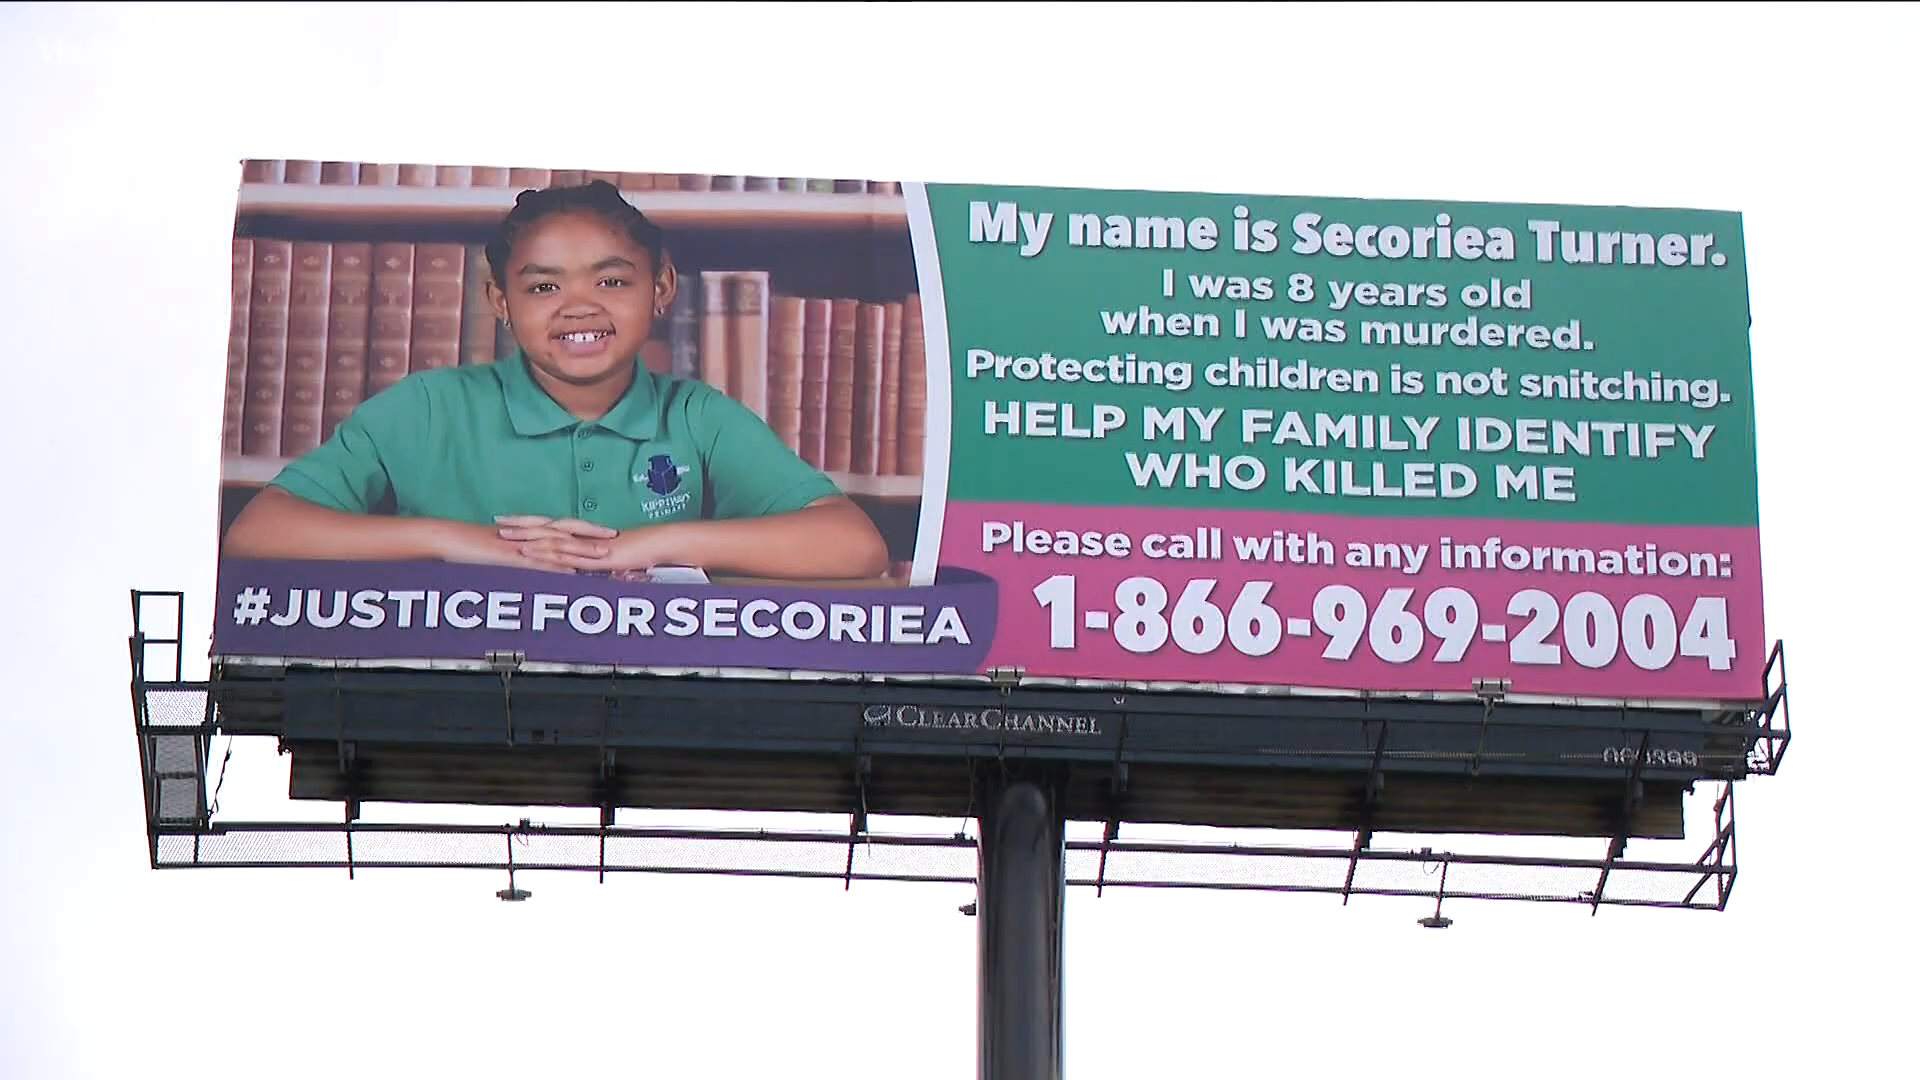 My name is Secoriea Turner.
I was 8 years old
when I was murdered.
Protecting children is not snitching.
HELP MY FAMILY IDENTIFY
WHO KILLED ME
Please call with any information:
1-866-969-2004
#JUSTICEFORSECORIEA
CLEARCHANNEL